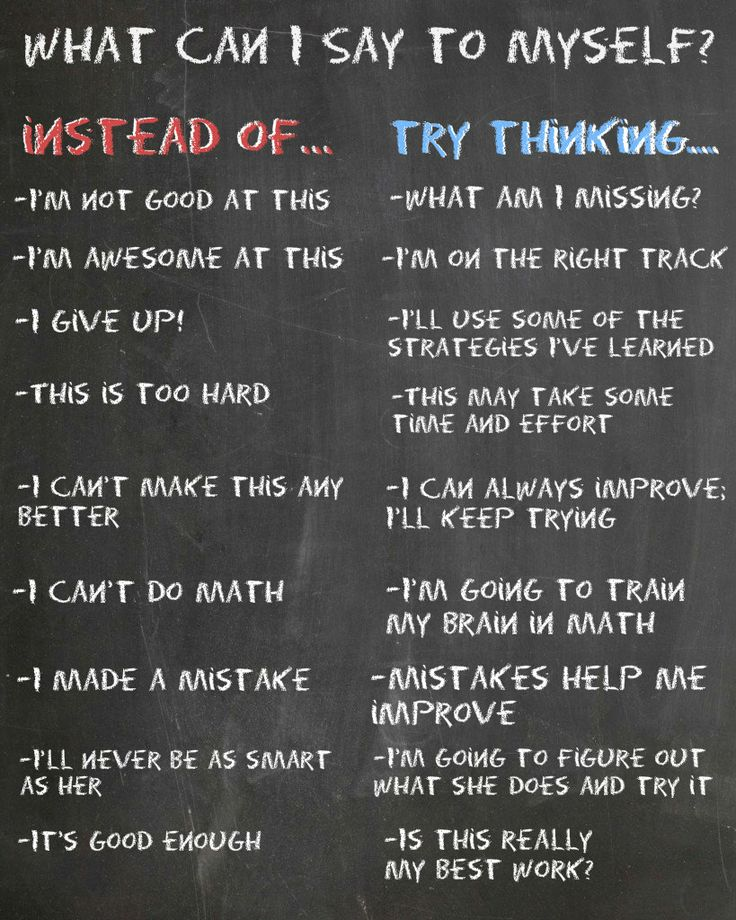 WHAT CAN I SAY TO MYSELF?
INSTEAD OF...
TRY THINKING....
-I'M NOT GOOD AT THIS
-WHAT AM I MISSING?
-I'M AWESOME AT THIS
-I'M ON THE RIGHT TRACK
-I GIVE UP!
-I'LL USE SOME OF THE
STRATEGIES I'VE LEARNED
-THIS IS TOO HARD
-THIS MAY TAKE SOME
TIME AND EFFORT
-I CAN'T MAKE THIS ANY
BETTER
-I CAN ALWAYS IMPROVE;
I'LL KEEP TRYING
-I CAN'T DO MATH
-I'M GOING TO TRAIN
MY BRAIN IN MATH
-I MADE A MISTAKE
-MISTAKES HELP ME
IMPROVE
-I'LL NEVER BE AS SMART
AS HER
-I'M GOING TO FIGURE OUT
WHAT SHE DOES AND TRY IT
-IT'S GOOD ENOUGH
-IS THIS REALLY
MY BEST WORK?